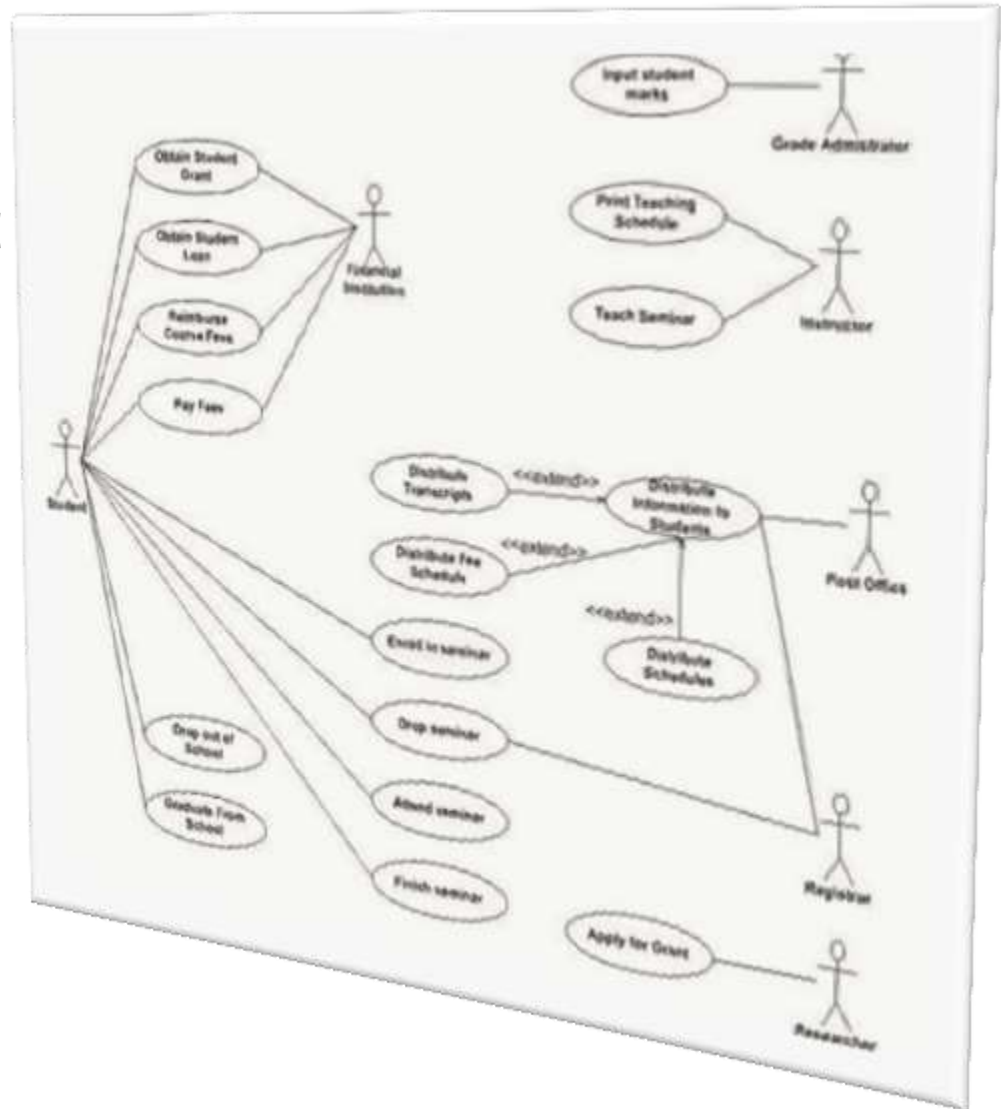 Input student
marks
Grade Admistrator
Obtain Student
Grant
Print Teaching
Schedule
Obtain Student
Loan
Financial
Institution
Teach Seminar
Instructor
Reimburse
Course Fees
Pay Fees
Student
Distribute
Transcripts
<<extend>>
Distribute
Information to
Students
Post Office
Distribute Fee
Schedule
<<extend>>
<<extend>>
Distribute
Schedules
Enroll in seminar
Drop seminar
Drop out of
School
Attend seminar
Graduate From
School
Finish seminar
Registrar
Apply for Grant
Researcher